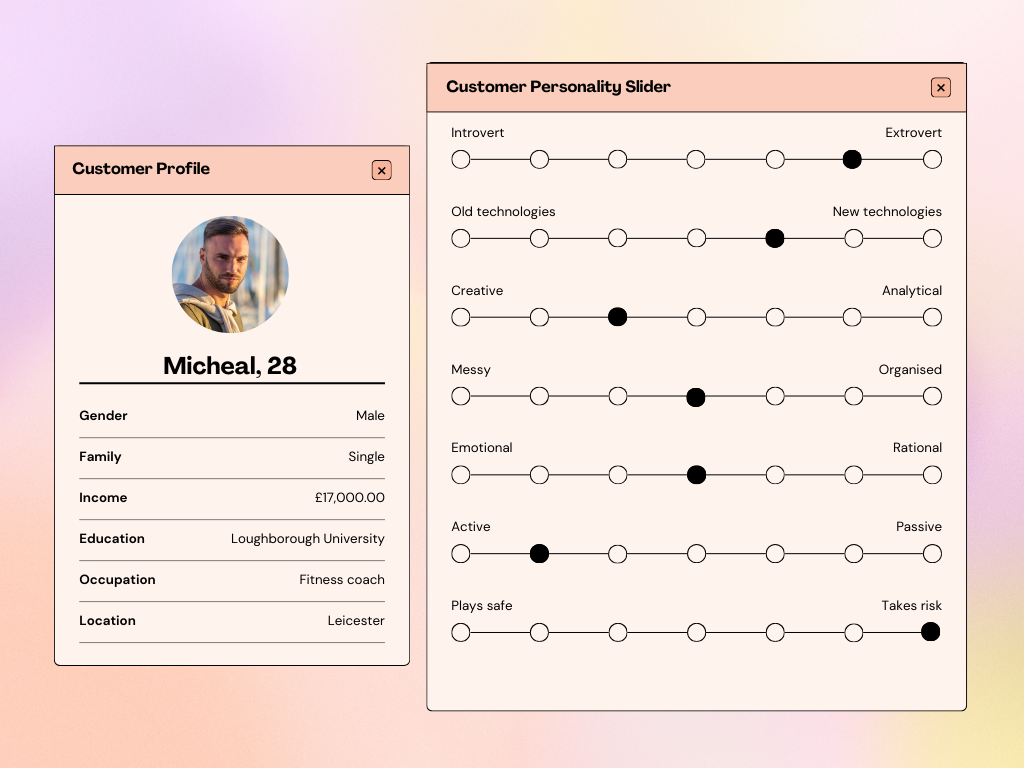 Customer Profile
Micheal, 28
Gender Male
Family Single
Income £17,000.00
Education Loughborough University
Occupation Fitness coach
Location Leicester
Customer Personality Slider
Introvert Extrovert
Old technologies New technologies
Creative Analytical
Messy Organised
Emotional Rational
Active Passive
Plays safe Takes risk